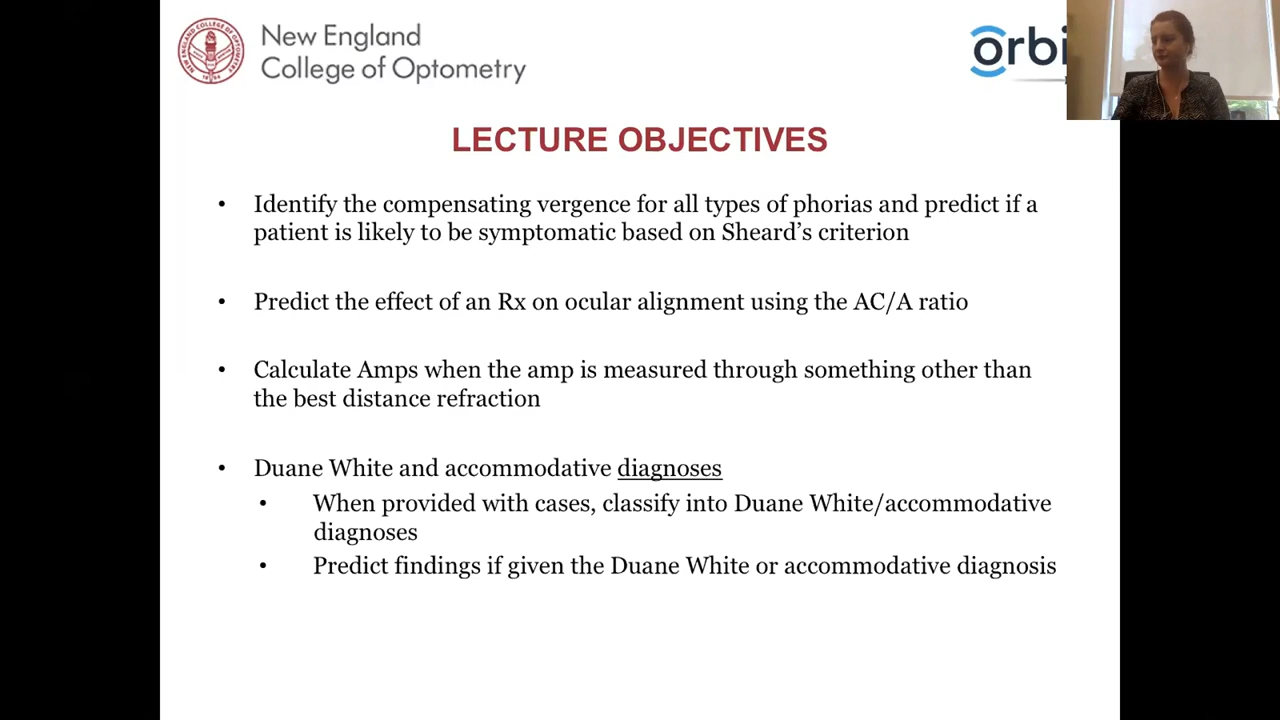 New England
College of Optometry
orbi
LECTURE OBJECTIVES
• Identify the compensating vergence for all types of phorias and predict if a
patient is likely to be symptomatic based on Sheard’s criterion
• Predict the effect of an Rx on ocular alignment using the AC/A ratio
• Calculate Amps when the amp is measured through something other than
the best distance refraction
• Duane White and accommodative diagnoses
• When provided with cases, classify into Duane White/accommodative
diagnoses
• Predict findings if given the Duane White or accommodative diagnosis